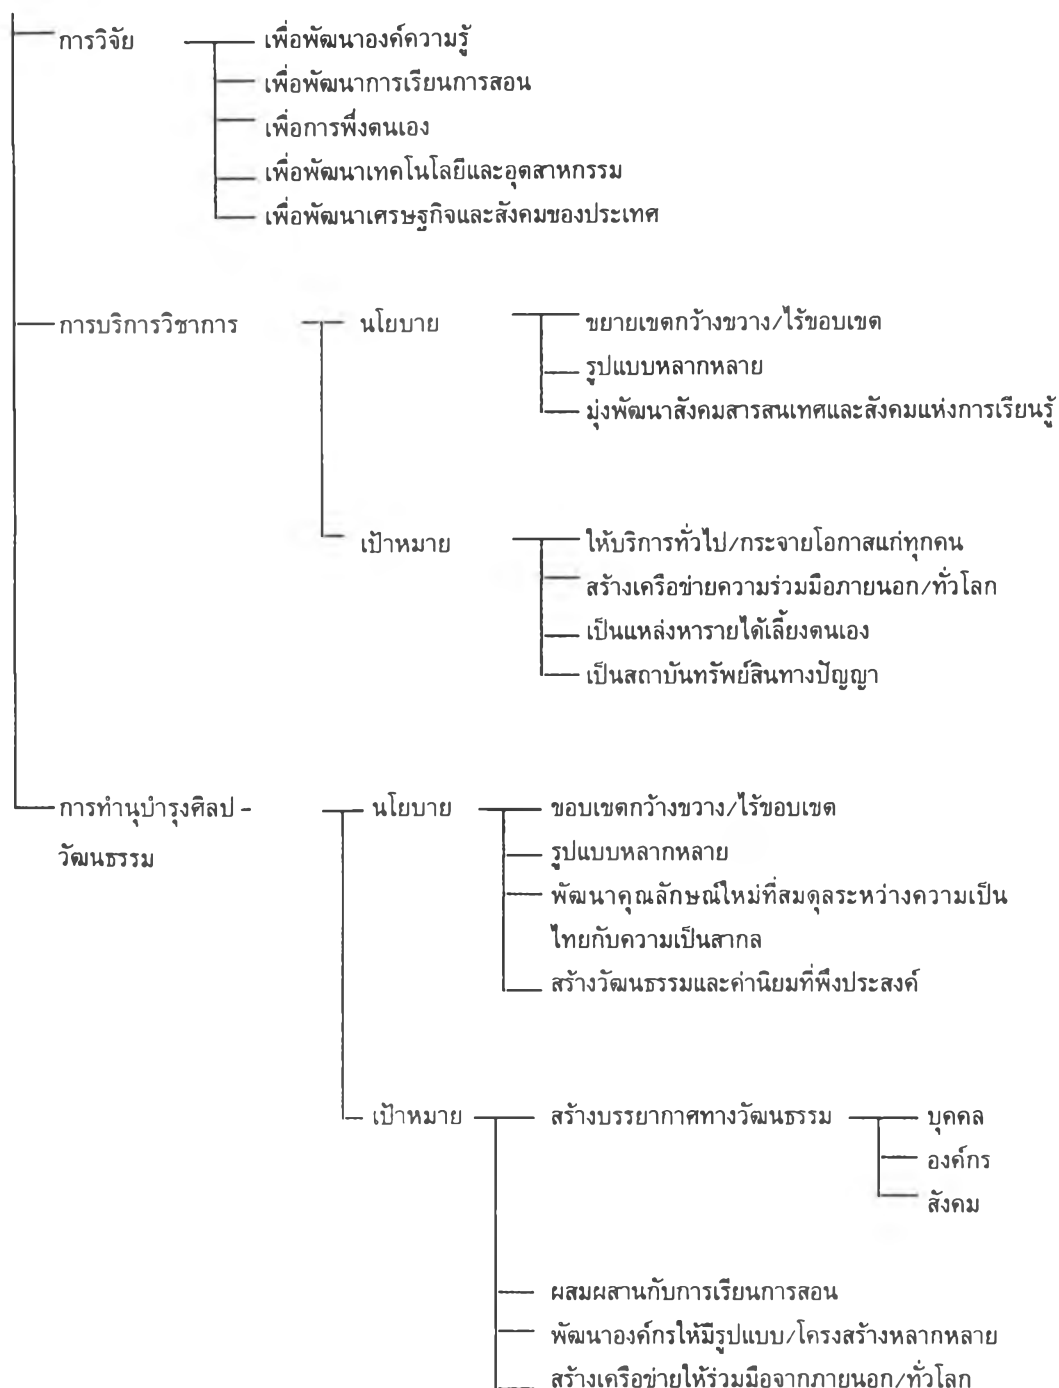 การวิจัย
เพื่อพัฒนาองค์ความรู้
เพื่อพัฒนาการเรียนการสอน
เพื่อการพึ่งตนเอง
เพื่อพัฒนาเทคโนโลยีและอุตสาหกรรม
เพื่อพัฒนาเศรษฐกิจและสังคมของประเทศ
การบริการวิชาการ
นโยบาย
ขยายเขตกว้างขวาง/ไร้ขอบเขต
รูปแบบหลากหลาย
มุ่งพัฒนาสังคมสารสนเทศและสังคมแห่งการเรียนรู้
เป้าหมาย
ให้บริการทั่วไป/กระจายโอกาสแก่ทุกคน
สร้างเครือข่ายความร่วมมือภายนอก/ทั่วโลก
เป็นแหล่งหารายได้เลี้ยงตนเอง
เป็นสถาบันทรัพย์สินทางปัญญา
การทำนุบำรุงศิลป-
วัฒนธรรม
นโยบาย
ขอบเขตกว้างขวาง/ไร้ขอบเขต
รูปแบบหลากหลาย
พัฒนาคุณลักษณ์ใหม่ที่สมดุลระหว่างความเป็น
ไทยกับความเป็นสากล
สร้างวัฒนธรรมและค่านิยมที่พึงประสงค์
เป้าหมาย
สร้างบรรยากาศทางวัฒนธรรม
บุคคล
องค์กร
สังคม
ผสมผสานกับการเรียนการสอน
พัฒนาองค์กรให้มีรูปแบบ/โครงสร้างหลากหลาย
สร้างเครือข่ายให้ร่วมมือจากภายนอก/ทั่วโลก